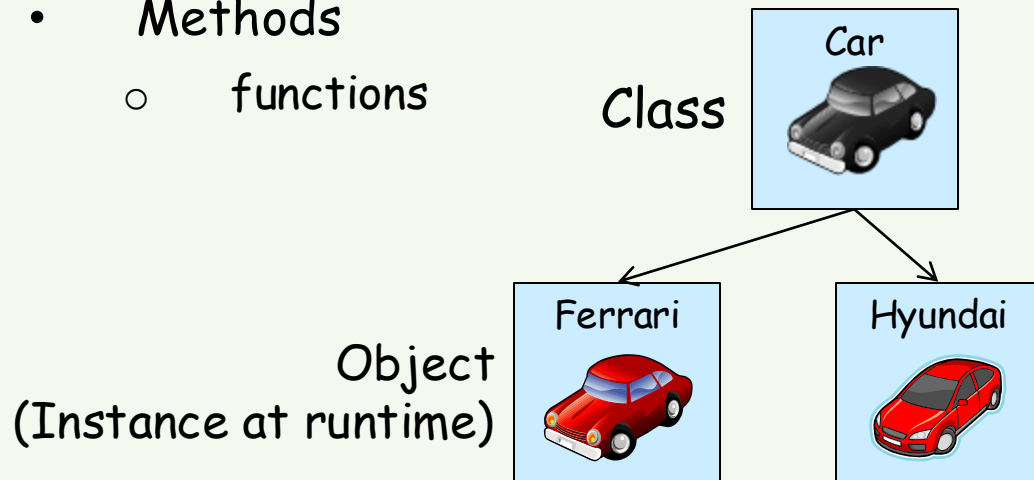 • Methods
o functions
Class
Car
Ferrari
Hyundai
Object
(Instance at runtime)